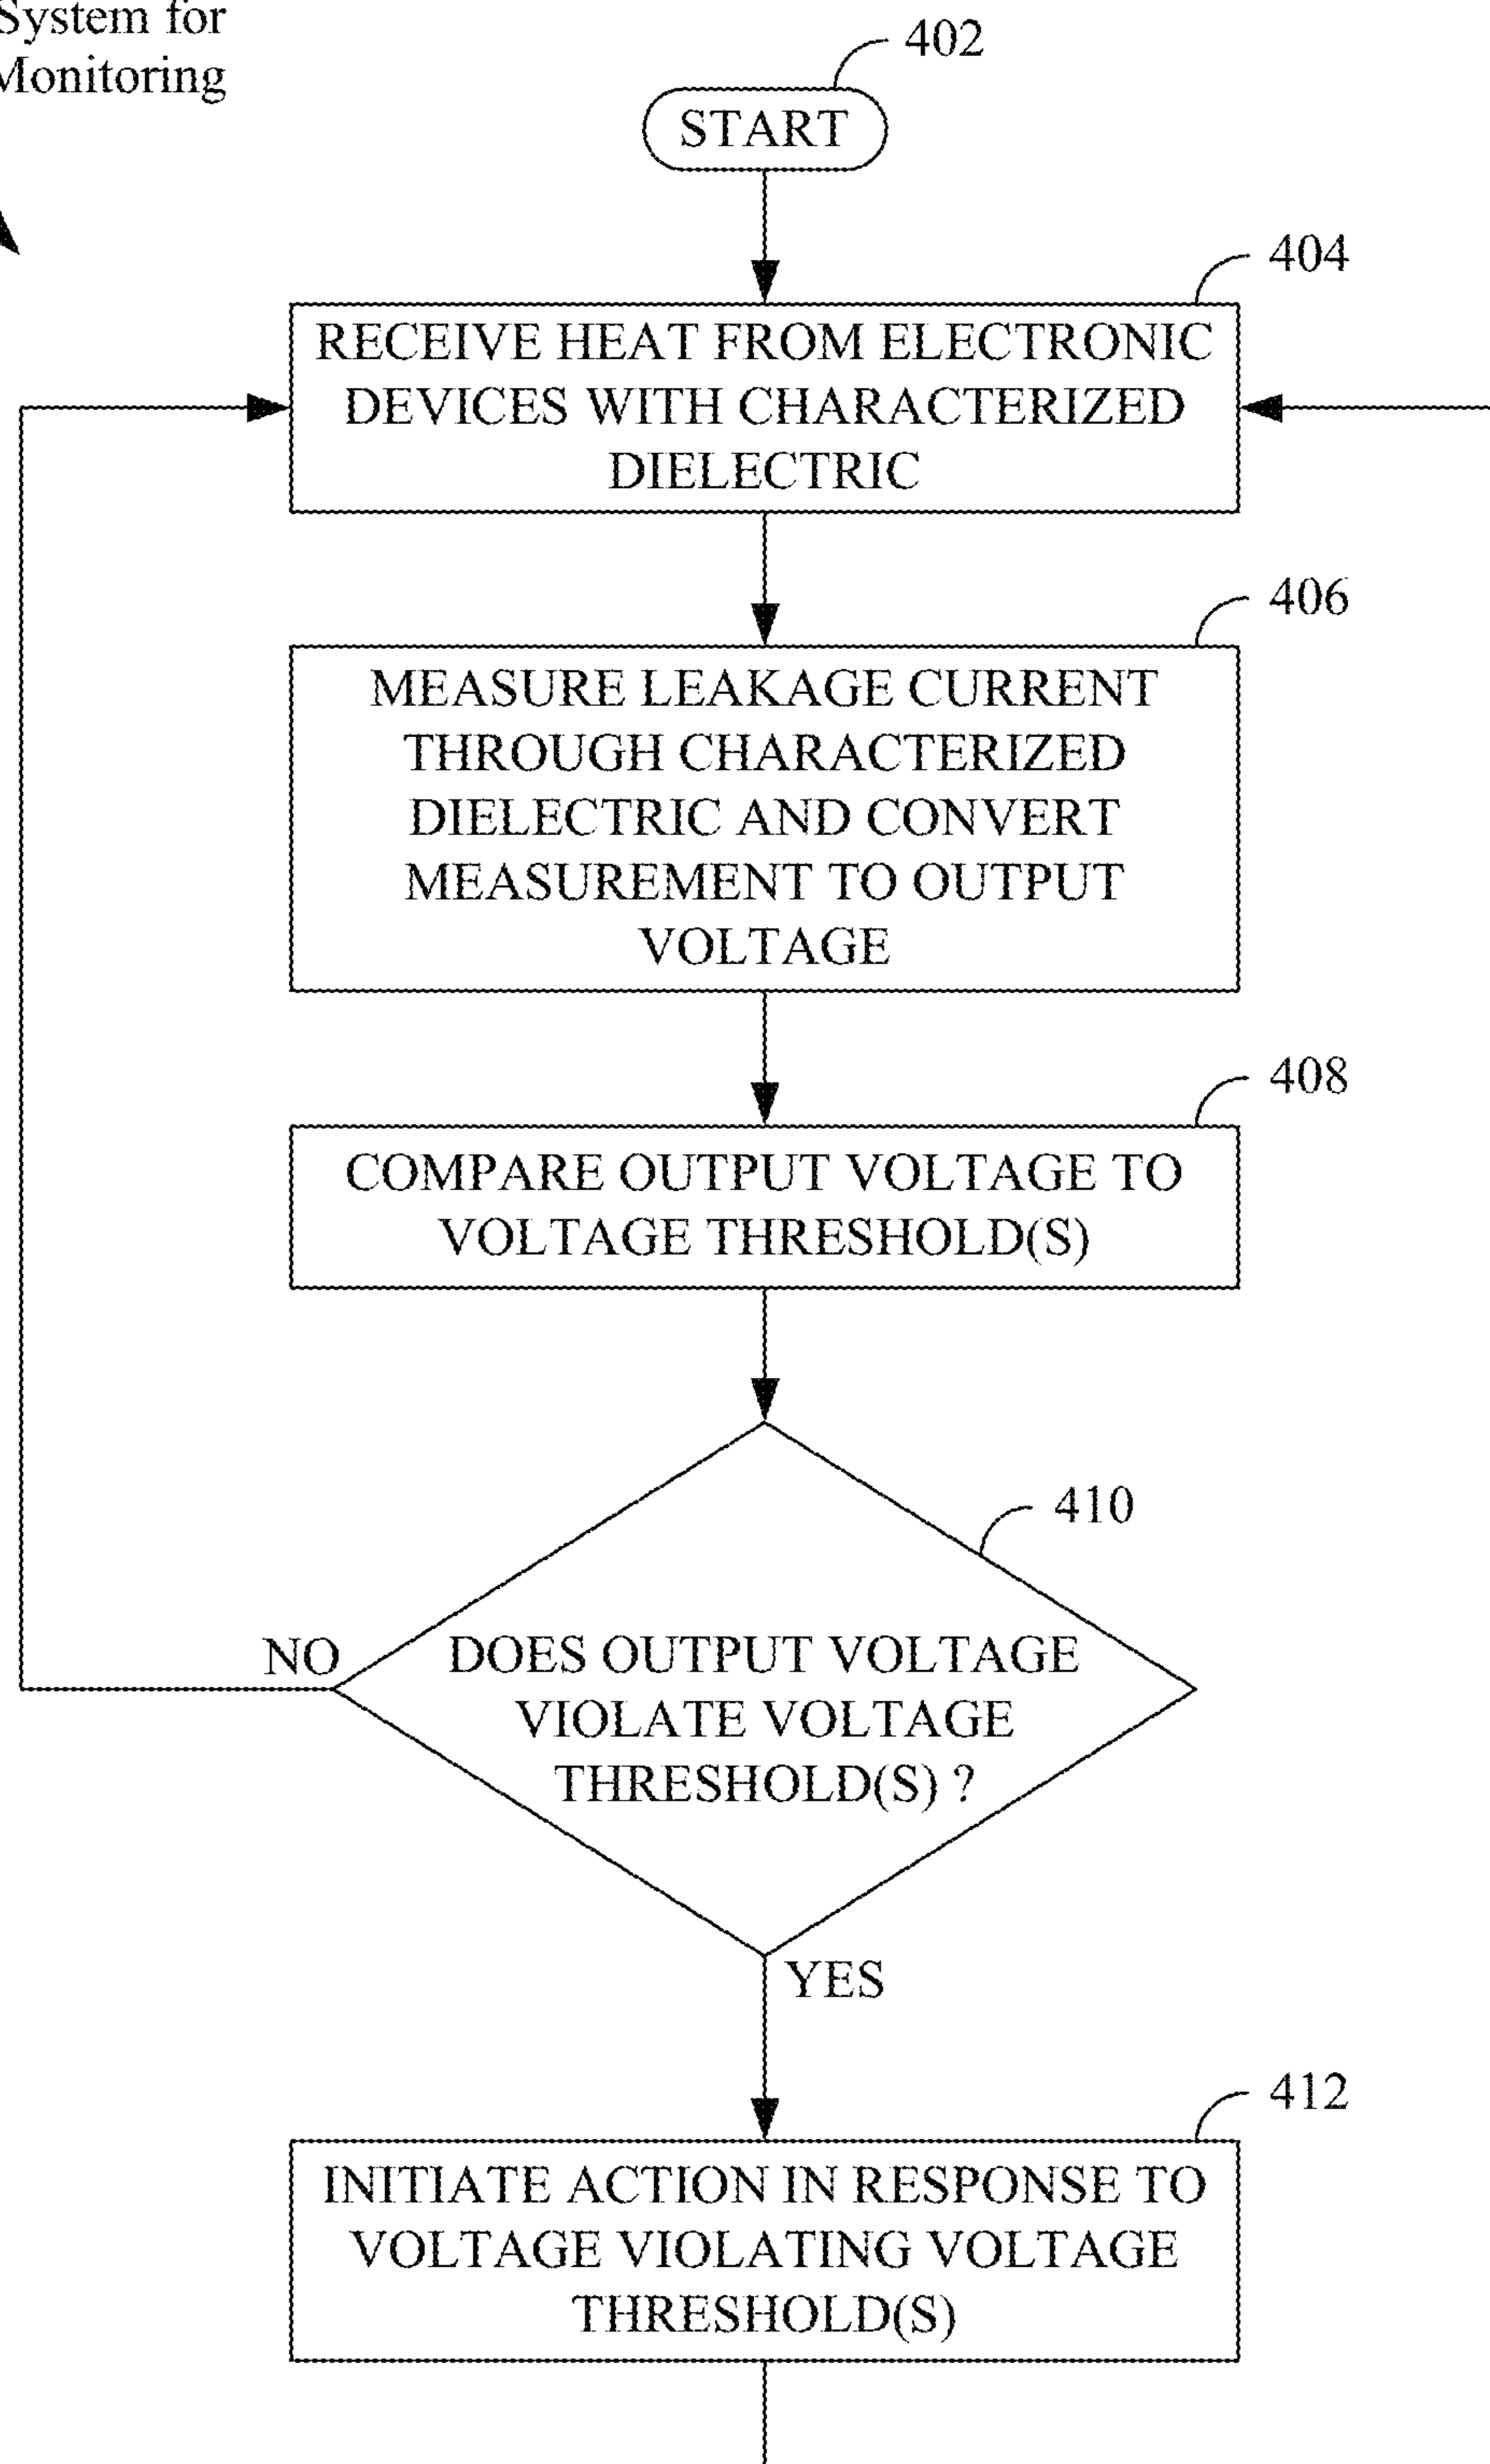 System for
Monitoring
402
START
404
RECEIVE HEAT FROM ELECTRONIC
DEVICES WITH CHARACTERIZED
DIELECTRIC
406
MEASURE LEAKAGE CURRENT
THROUGH CHARACTERIZED
DIELECTRIC AND CONVERT
MEASUREMENT TO OUTPUT
VOLTAGE
408
COMPARE OUTPUT VOLTAGE TO
VOLTAGE THRESHOLD(S)
410
NO
DOES OUTPUT VOLTAGE
VIOLATE VOLTAGE
THRESHOLD(S) ?
YES
412
INITIATE ACTION IN RESPONSE TO
VOLTAGE VIOLATING VOLTAGE
THRESHOLD(S)